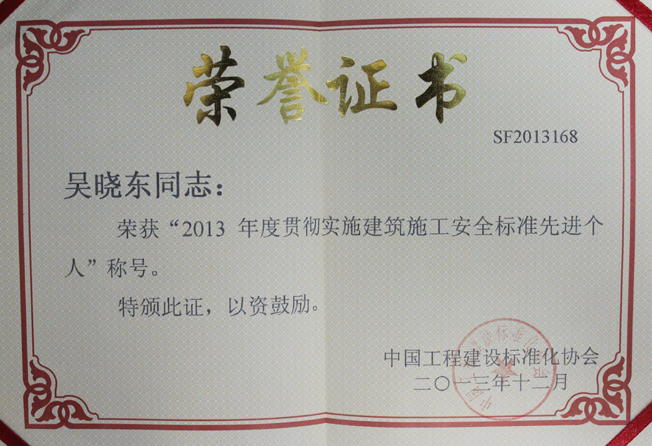 荣誉证书
SF2013168
吴晓东同志：
荣获“2013 年度贯彻实施建筑施工安全标准先进个
人”称号。
特颁此证，以资鼓励。
中国工程建设标准化协会
二〇一三年十二月